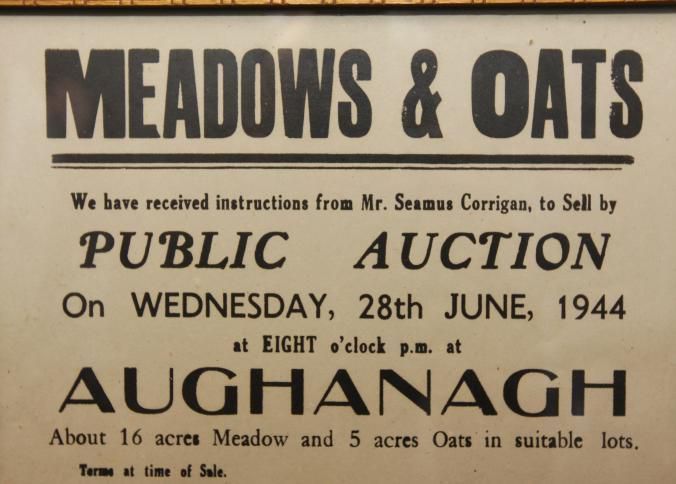 MEADOWS & OATS
We have received instructions from Mr. Seamus Corrigan, to Sell by
PUBLIC AUCTION
On WEDNESDAY, 28th JUNE, 1944
at EIGHT o'clock p.m. at
AUGHANAGH
About 16 acres Meadow and 5 acres Oats in suitable lots.
Terms at time of Sale.